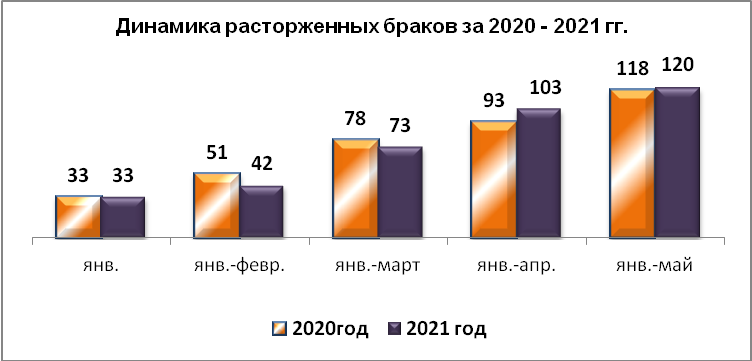 Динамика расторженных браков за 2020 - 2021 гг.
33 33 51 42 78 73 93 103 118 120
янв. янв.-февр. янв.-март янв.-апр. янв.-май
2020год 2021 год